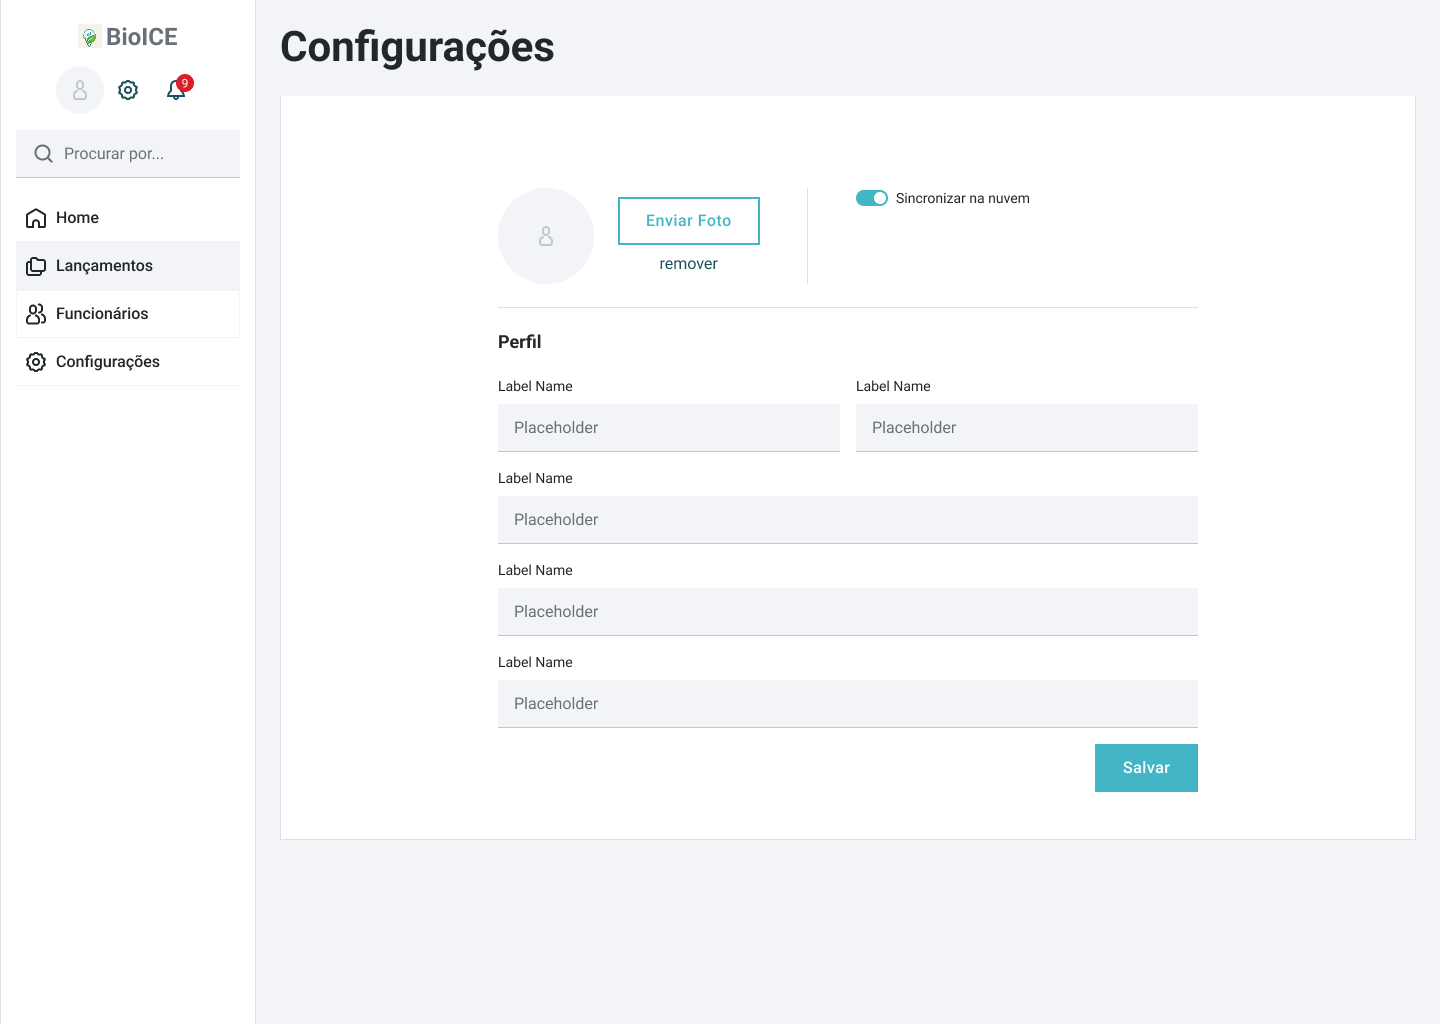 BioICE
9
Procurar por...
Home
Lançamentos
Funcionários
Configurações
Configurações
Enviar Foto
remover
Sincronizar na nuvem
Perfil
Label Name
Label Name
Placeholder
Placeholder
Label Name
Placeholder
Label Name
Placeholder
Label Name
Placeholder
Salvar